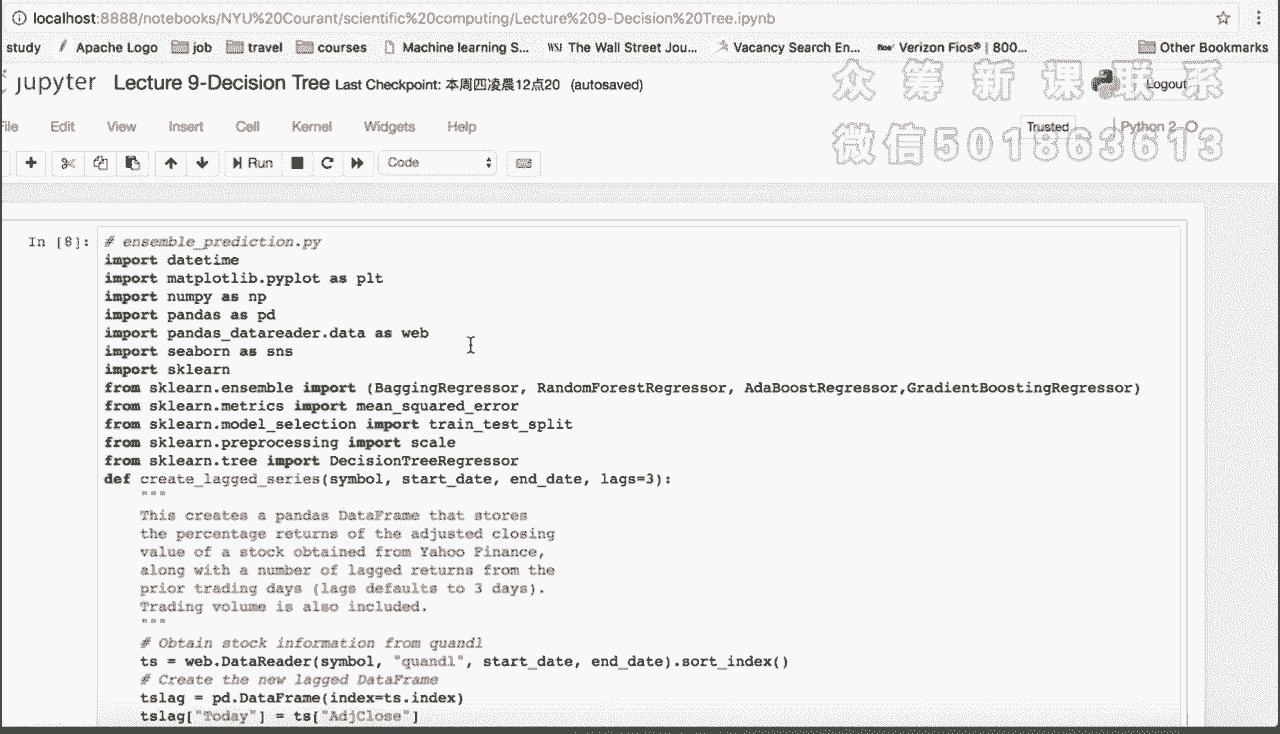 localhost:8888/notebooks/NYU%20Courant/scientific%20computing/Lecture%209-Decision%20Tree.ipynb
study Apache Logo job travel courses Machine learning S... WSJ The Wall Street Jou... Vacancy Search En... Verizon Fios® | 800... Other Bookmarks
jupyter Lecture 9-Decision Tree Last Checkpoint: 本周四凌晨12点20 (autosaved) Logout
众筹新课联系
File Edit View Insert Cell Kernel Widgets Help Trusted Python 2
微信501863613
Run Code
In [8]: # ensemble_prediction.py
import datetime
import matplotlib.pyplot as plt
import numpy as np
import pandas as pd
import pandas_datareader.data as web
import seaborn as sns
import sklearn
from sklearn.ensemble import (BaggingRegressor, RandomForestRegressor, AdaBoostRegressor,GradientBoostingRegressor)
from sklearn.metrics import mean_squared_error
from sklearn.model_selection import train_test_split
from sklearn.preprocessing import scale
from sklearn.tree import DecisionTreeRegressor
def create_lagged_series(symbol, start_date, end_date, lags=3):
"""
This creates a pandas DataFrame that stores
the percentage returns of the adjusted closing
value of a stock obtained from Yahoo Finance,
along with a number of lagged returns from the
prior trading days (lags defaults to 3 days).
Trading volume is also included.
"""
# Obtain stock information from quandl
ts = web.DataReader(symbol, "quandl", start_date, end_date).sort_index()
# Create the new lagged DataFrame
tslag = pd.DataFrame(index=ts.index)
tslag["Today"] = ts["AdjClose"]